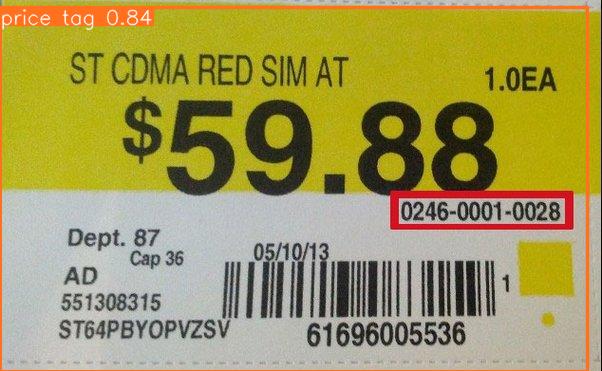 price tag 0.84
ST CDMA RED SIM AT
1.0EA
$59.88
0246-0001-0028
Dept. 87
Cap 36
05/10/13
AD
1
551308315
ST64PBYOPVZSV
61696005536